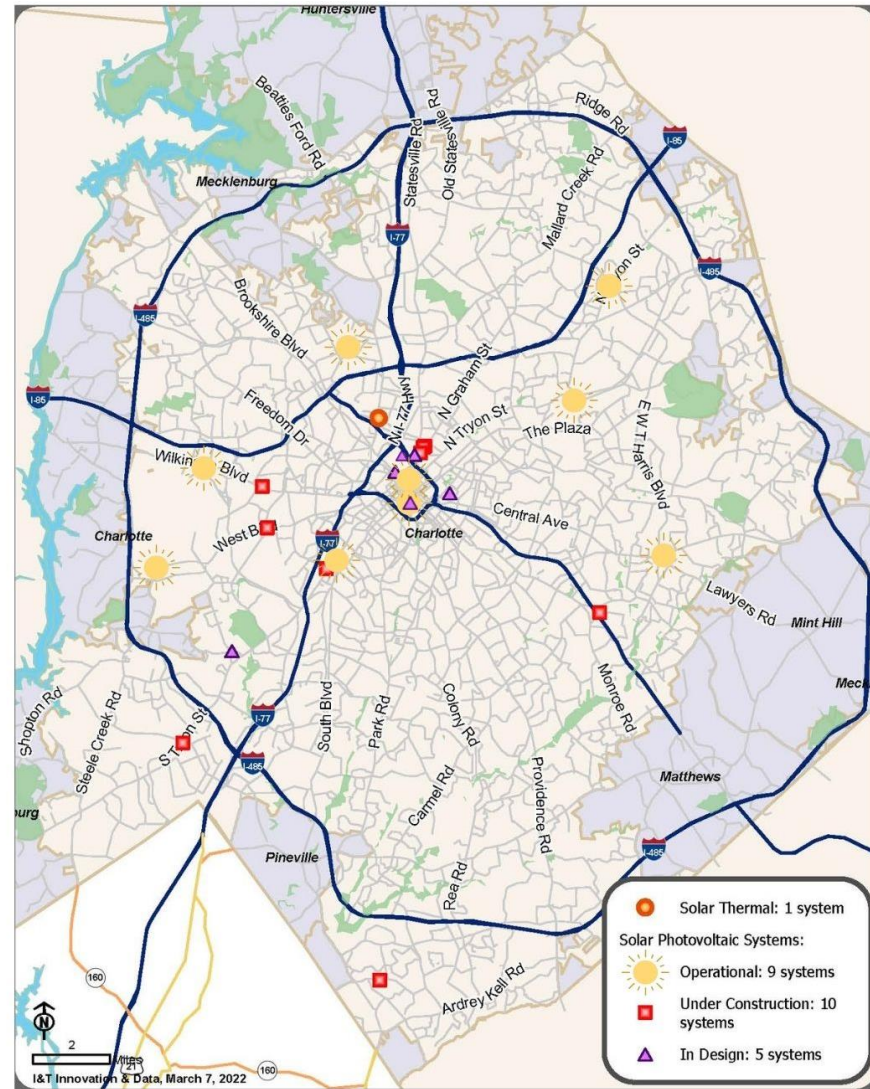 Huntersville
Beatties Ford Rd
Statesville Rd
Old Statesville Rd
Ridge Rd
I-85
Mecklenburg
Mallard Creek Rd
I-77
I-485
I-485
Brookshire Blvd
I-85
N I-77 Hwy
N Graham St
Freedom Dr
N Tryon St
The Plaza
E W T Harris Blvd
Blvd
Central Ave
Charlotte
I-77
Charlotte
Lawyers Rd
Mint Hill
Shopton Rd
Steele Creek Rd
I-77
South Blvd
Park Rd
Colony Rd
Monroe Rd
I-485
Carmel Rd
Providence Rd
Matthews
Pineville
I-485
Rea Rd
Ardrey Kell Rd
160
160
21
N
2
Miles
I&T Innovation & Data, March 7, 2022
Solar Thermal: 1 system
Solar Photovoltaic Systems:
Operational: 9 systems
Under Construction: 10
systems
In Design: 5 systems